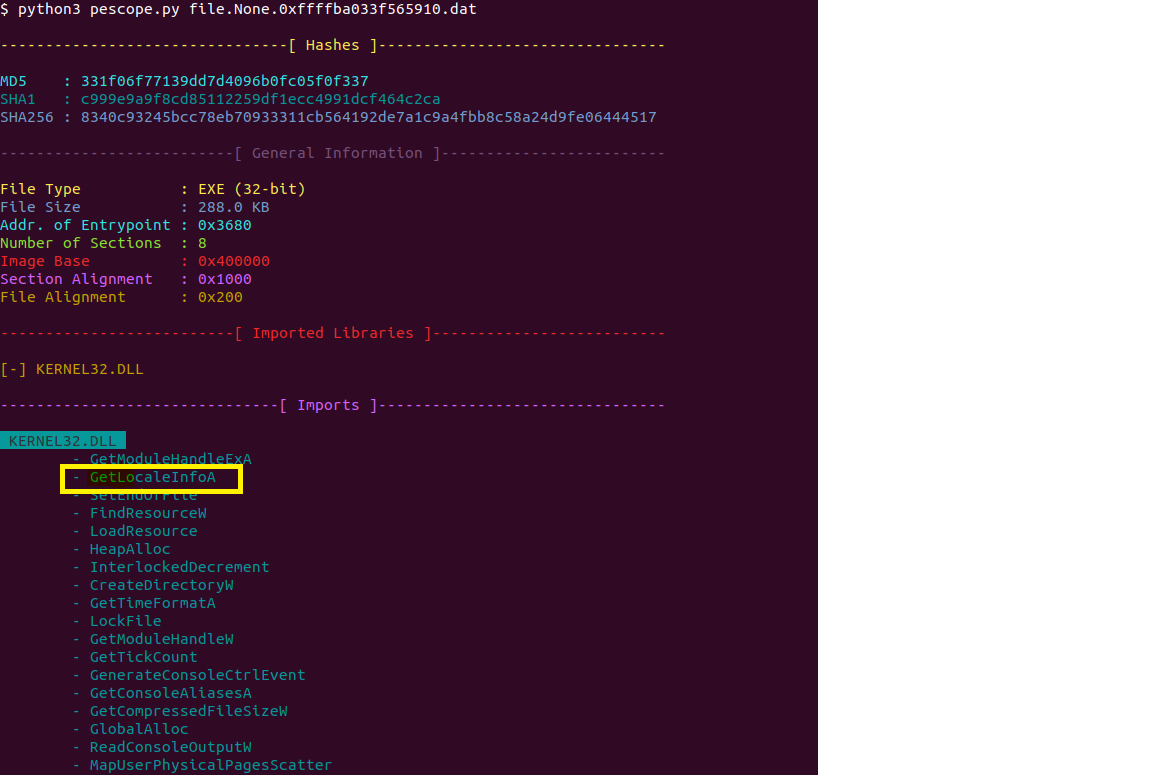 $ python3 pescope.py file.None.0xffffba033f565910.dat
--------------------------------[ Hashes ]--------------------------------
MD5    : 331f06f77139dd7d4096b0fc05f0f337
SHA1   : c999e9a9f8cd85112259df1ecc4991dcf464c2ca
SHA256 : 8340c93245bcc78eb70933311cb564192de7a1c9a4fbb8c58a24d9fe06444517
--------------------------[ General Information ]-------------------------
File Type           : EXE (32-bit)
File Size           : 288.0 KB
Addr. of Entrypoint : 0x3680
Number of Sections  : 8
Image Base          : 0x400000
Section Alignment   : 0x1000
File Alignment      : 0x200
--------------------------[ Imported Libraries ]--------------------------
[-] KERNEL32.DLL
-------------------------------[ Imports ]--------------------------------
KERNEL32.DLL
- GetModuleHandleExA
- GetLocaleInfoA
- SetEndOfFile
- FindResourceW
- LoadResource
- HeapAlloc
- InterlockedDecrement
- CreateDirectoryW
- GetTimeFormatA
- LockFile
- GetModuleHandleW
- GetTickCount
- GenerateConsoleCtrlEvent
- GetConsoleAliasesA
- GetCompressedFileSizeW
- GlobalAlloc
- ReadConsoleOutputW
- MapUserPhysicalPagesScatter